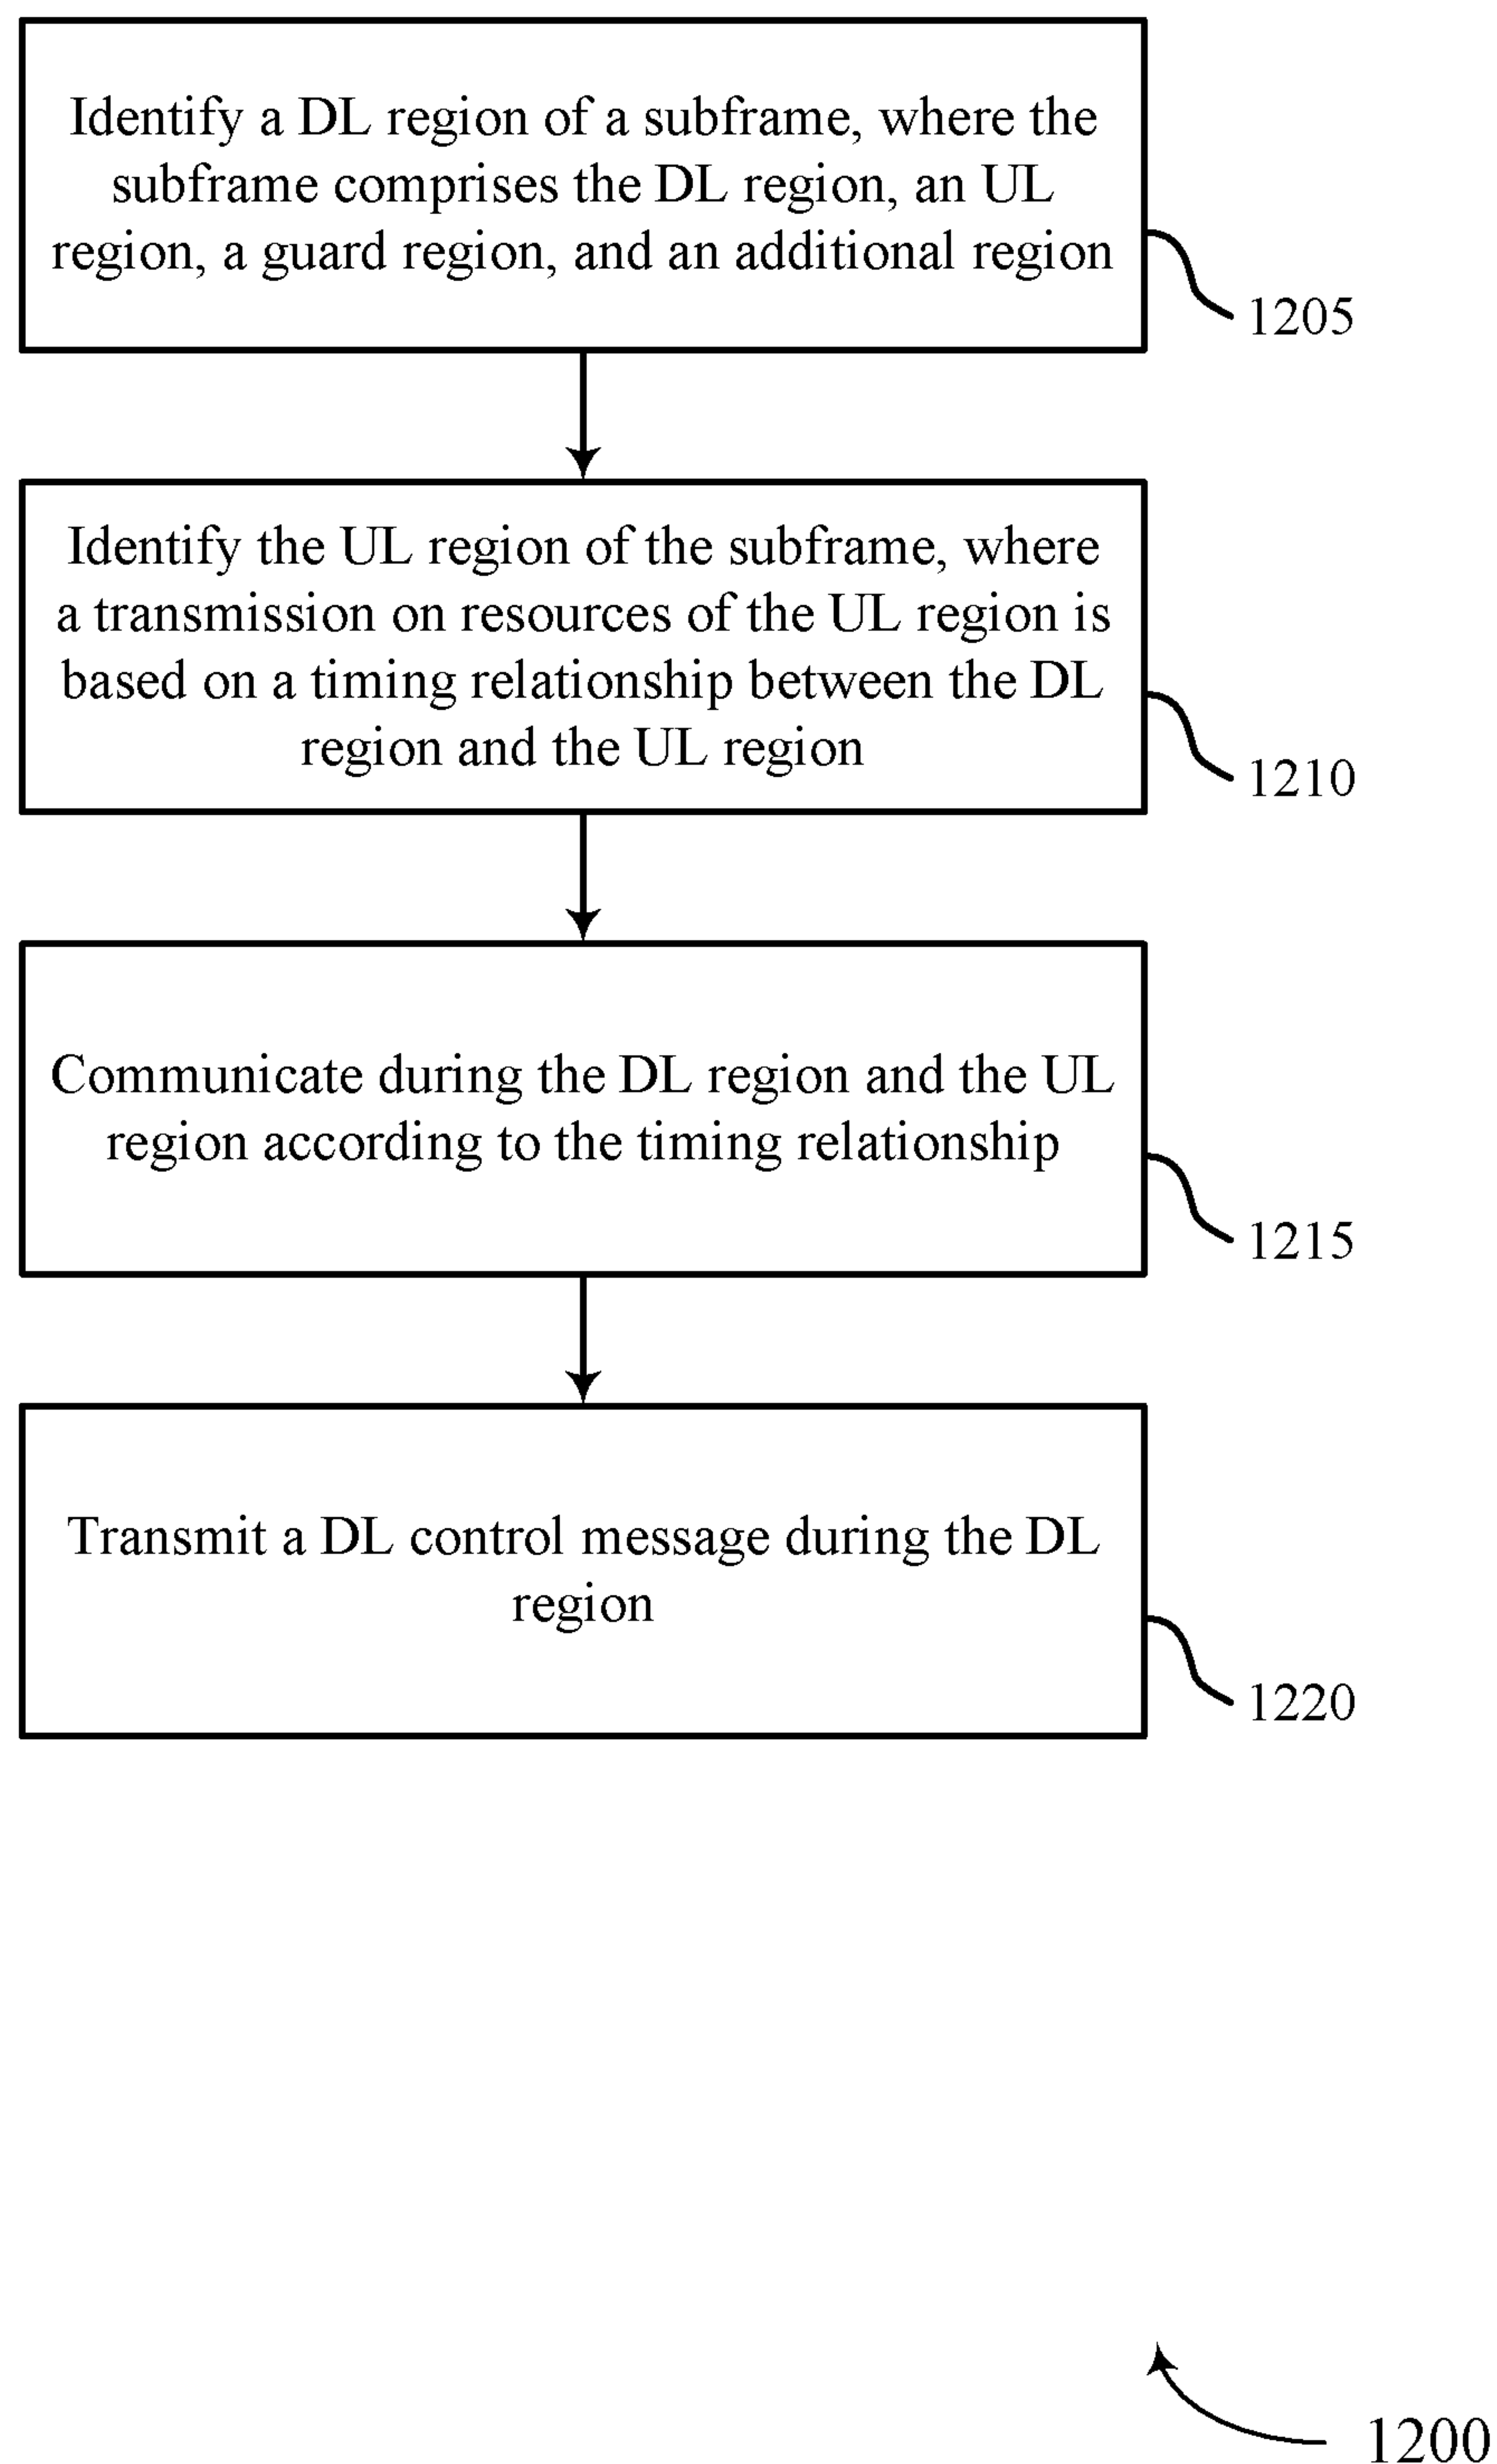 Identify a DL region of a subframe, where the
subframe comprises the DL region, an UL
region, a guard region, and an additional region
1205
Identify the UL region of the subframe, where
a transmission on resources of the UL region is
based on a timing relationship between the DL
region and the UL region
1210
Communicate during the DL region and the UL
region according to the timing relationship
1215
Transmit a DL control message during the DL
region
1220
1200